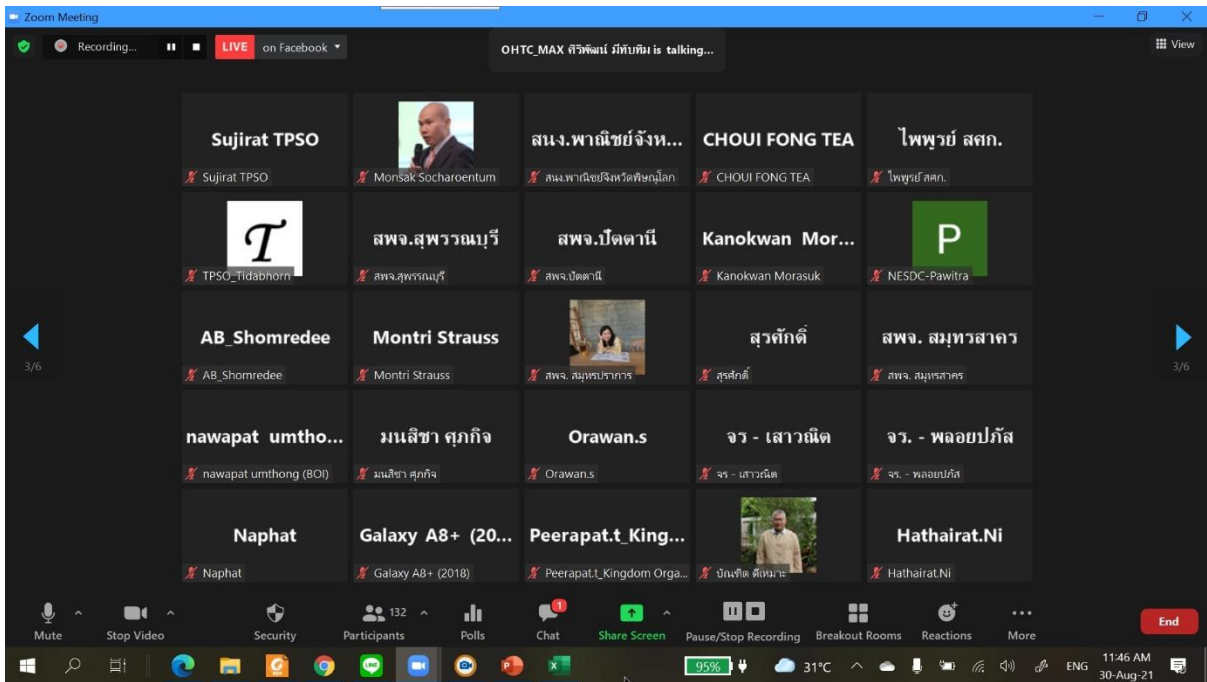 Zoom Meeting
Recording...
LIVE on Facebook
OHTC_MAX ศิวิพัฒน์ มีทับทิม is talking...
View
Sujirat TPSO
Sujirat TPSO
Monsak Socharoentum
สนง.พาณิชย์จังห...
สนง.พาณิชย์จังหวัดพิษณุโลก
CHOUI FONG TEA
CHOUI FONG TEA
ไพพูรย์ สศก.
ไพพูรย์ สศก.
T
TPSO_Tidabhorn
สพจ.สุพรรณบุรี
สพจ.สุพรรณบุรี
สพจ.ปัตตานี
สพจ.ปัตตานี
Kanokwan Mor...
Kanokwan Morasuk
P
NESDC-Pawitra
3/6
AB_Shomredee
AB_Shomredee
Montri Strauss
Montri Strauss
สพจ. สมุทรปราการ
สุรศักดิ์
สุรศักดิ์
สพจ. สมุทรสาคร
สพจ. สมุทรสาคร
3/6
nawapat umtho...
nawapat umthong (BOI)
มนสิชา ศุภกิจ
มนสิชา ศุภกิจ
Orawan.s
Orawan.s
จร - เสาวณิต
จร - เสาวณิต
จร. - พลอยปภัส
จร. - พลอยปภัส
Naphat
Naphat
Galaxy A8+ (20...
Galaxy A8+ (2018)
Peerapat.t_King...
Peerapat.t_Kingdom Orga...
บัณฑิต ดีเหมาะ
Hathairat.Ni
Hathairat.Ni
Mute
Stop Video
Security
132
Participants
Polls
1
Chat
Share Screen
Pause/Stop Recording
Breakout Rooms
Reactions
More
End
95%
31°C
ENG
11:46 AM
30-Aug-21